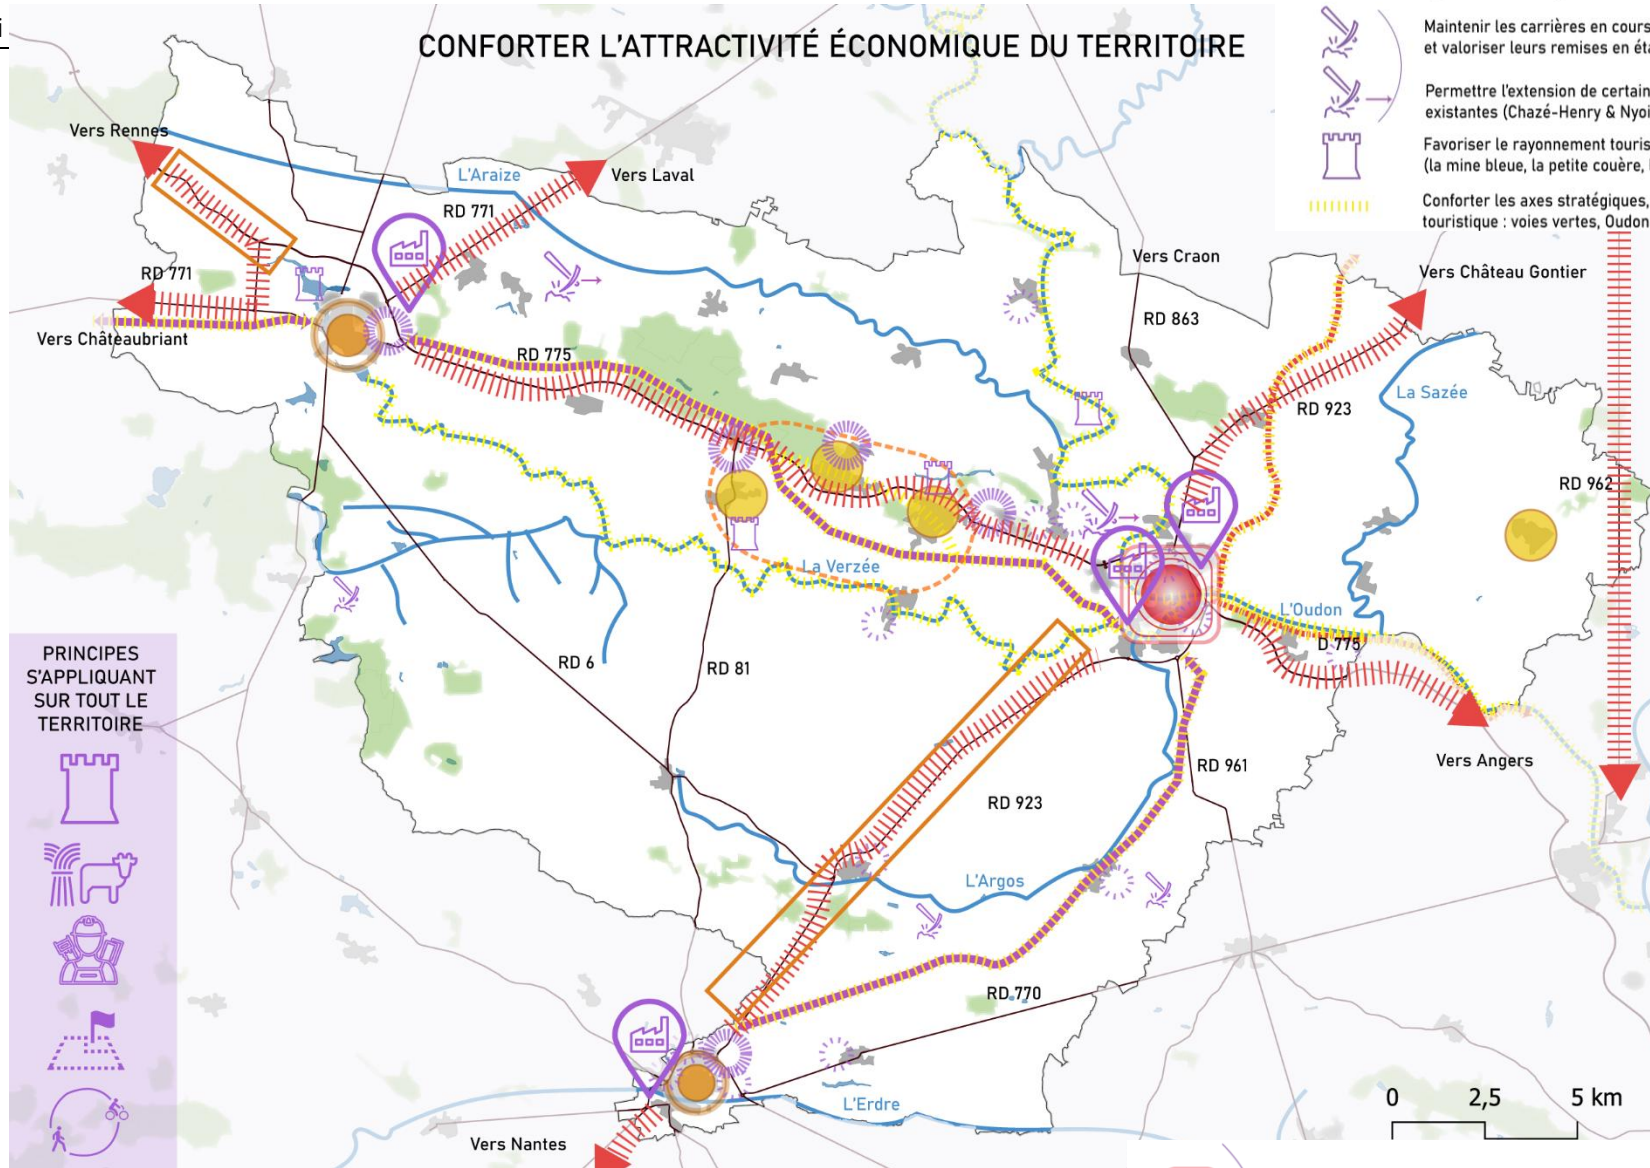 i
CONFORTER L'ATTRACTIVITÉ ÉCONOMIQUE DU TERRITOIRE
Maintenir les carrières en cours
et valoriser leurs remises en
Permettre l'extension de
existantes (Chazé-Henry &
Favoriser le rayonnement
(la mine bleue, la petite couère,
Conforter les axes stratégiques,
touristique : voies vertes, Oudon
Vers Rennes
L'Araize
Vers Laval
RD 771
Vers Craon
Vers Château Gontier
RD 771
RD 863
Vers Châteaubriant
RD 775
La Sazée
RD 923
RD 962
La Verzée
L'Oudon
D 775
RD 6
RD 81
PRINCIPES
S'APPLIQUANT
SUR TOUT LE
TERRITOIRE
RD 961
Vers Angers
RD 923
L'Argos
RD 770
L'Erdre
Vers Nantes
0 2,5 5 km